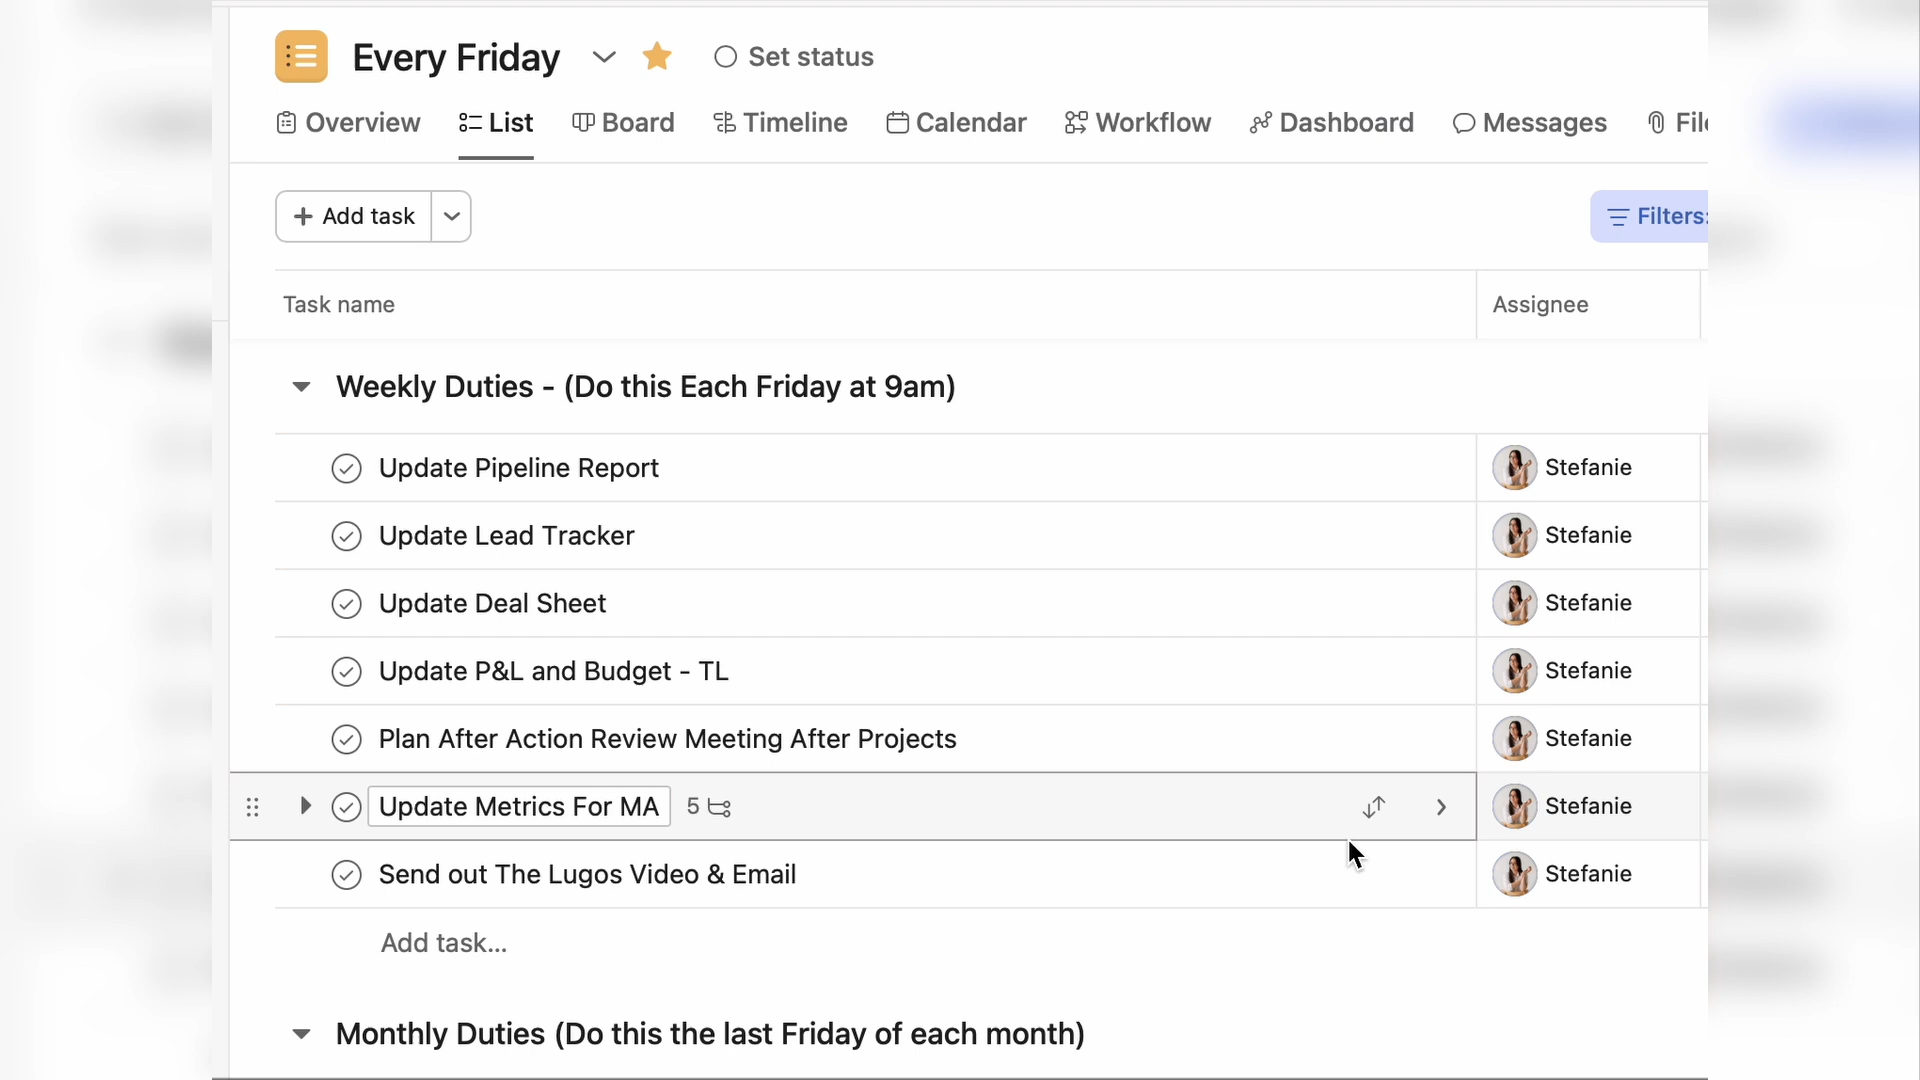 Every Friday Set status
Overview List Board Timeline Calendar Workflow Dashboard Messages
+ Add task Filters:
Task name Assignee
Weekly Duties - (Do this Each Friday at 9am)
Update Pipeline Report Stefanie
Update Lead Tracker Stefanie
Update Deal Sheet Stefanie
Update P&L and Budget - TL Stefanie
Plan After Action Review Meeting After Projects Stefanie
Update Metrics For MA 5 Stefanie
Send out The Lugos Video & Email Stefanie
Add task...
Monthly Duties (Do this the last Friday of each month)